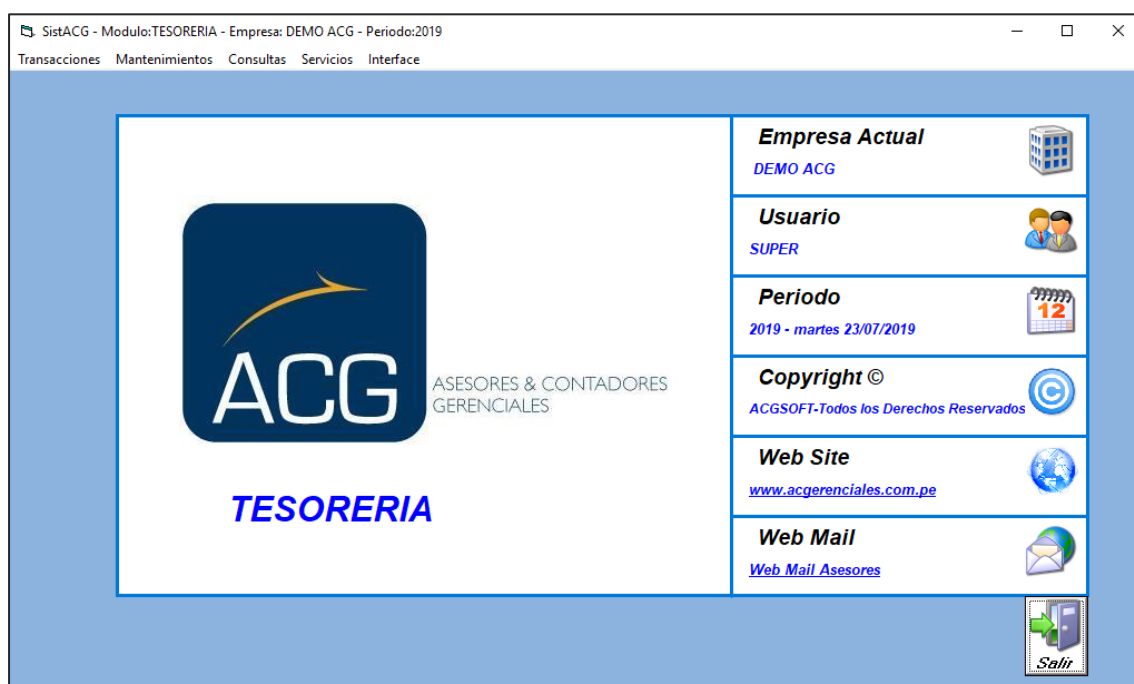 SistACG - Modulo:TESORERIA - Empresa: DEMO ACG - Periodo:2019
Transacciones Mantenimientos Consultas Servicios Interface
ACG
ASESORES & CONTADORES
GERENCIALES
TESORERIA
Empresa Actual
DEMO ACG
Usuario
SUPER
Periodo
12
2019 - martes 23/07/2019
Copyright ©
©
ACGSOFT-Todos los Derechos Reservados
Web Site
www.acgerenciales.com.pe
Web Mail
Web Mail Asesores
Salir